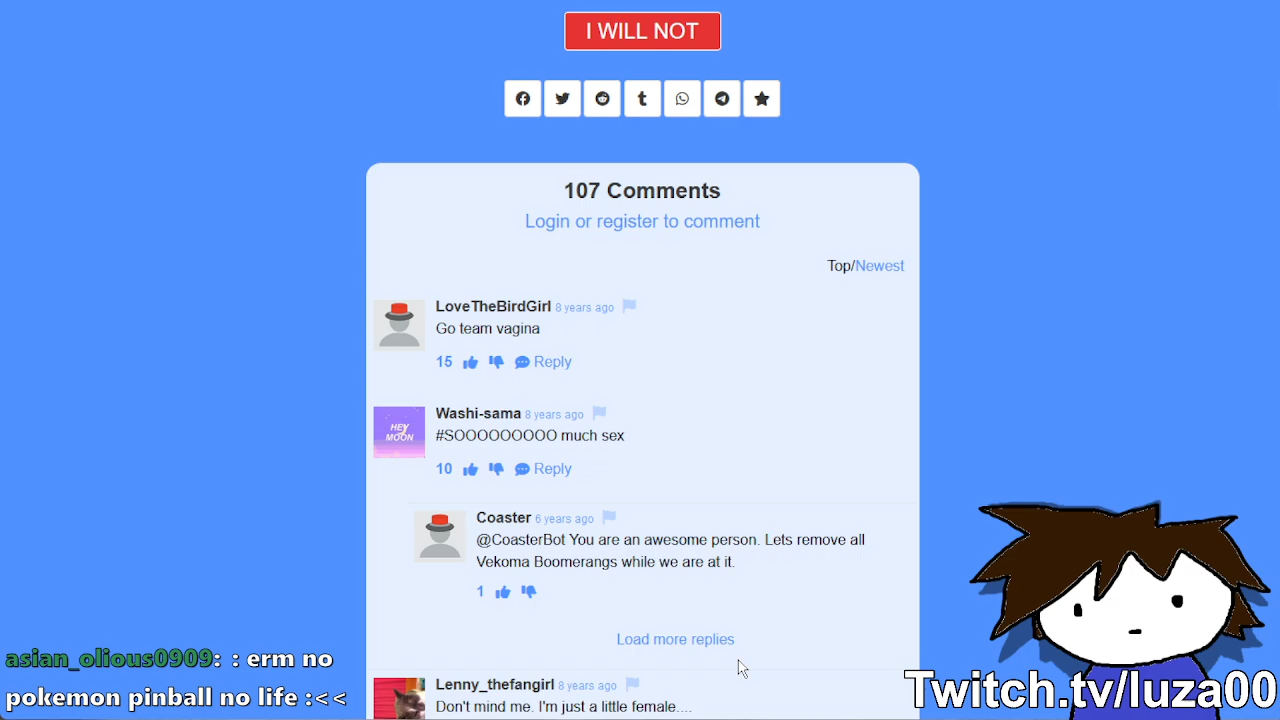 I WILL NOT
107 Comments
Login or register to comment
Top/Newest
LoveTheBirdGirl 8 years ago
Go team vagina
15 Reply
Washi-sama 8 years ago
HEY
MOON
#SOOOOOOOOO much sex
10 Reply
Coaster 6 years ago
@CoasterBot You are an awesome person. Lets remove all
Vekoma Boomerangs while we are at it.
1
Load more replies
Lenny_thefangirl 8 years ago
Don't mind me. I'm just a little female....
asian_olious0909: : erm no
pokemon pinball no life :<<
Twitch.tv/luza00